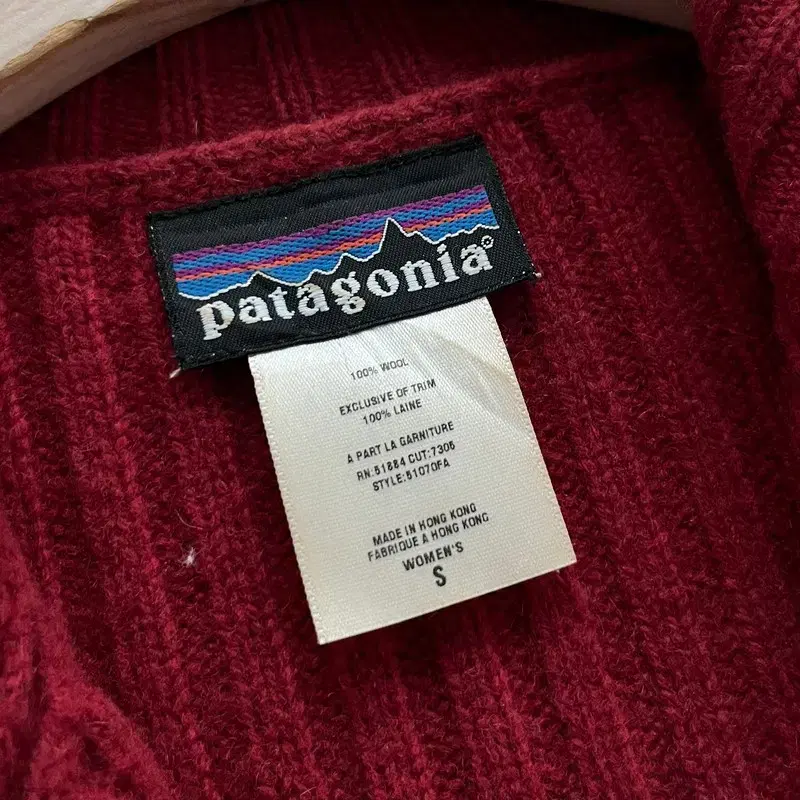 patagonia®
100% WOOL
EXCLUSIVE OF TRIM
100% LAINE
A PART LA GARNITURE
RN:51884 CUT:7305
STYLE:51070FA
MADE IN HONG KONG
FABRIQUE A HONG KONG
WOMEN'S
S